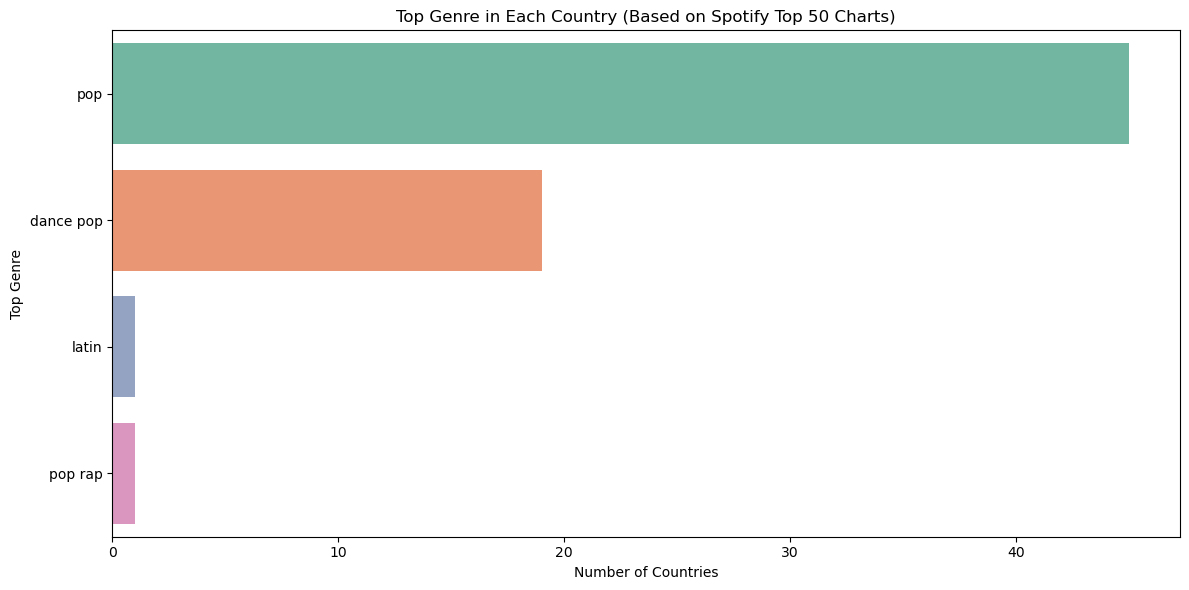 Top Genre in Each Country (Based on Spotify Top 50 Charts)
Top Genre
pop
dance pop
latin
pop rap
0 10 20 30 40
Number of Countries